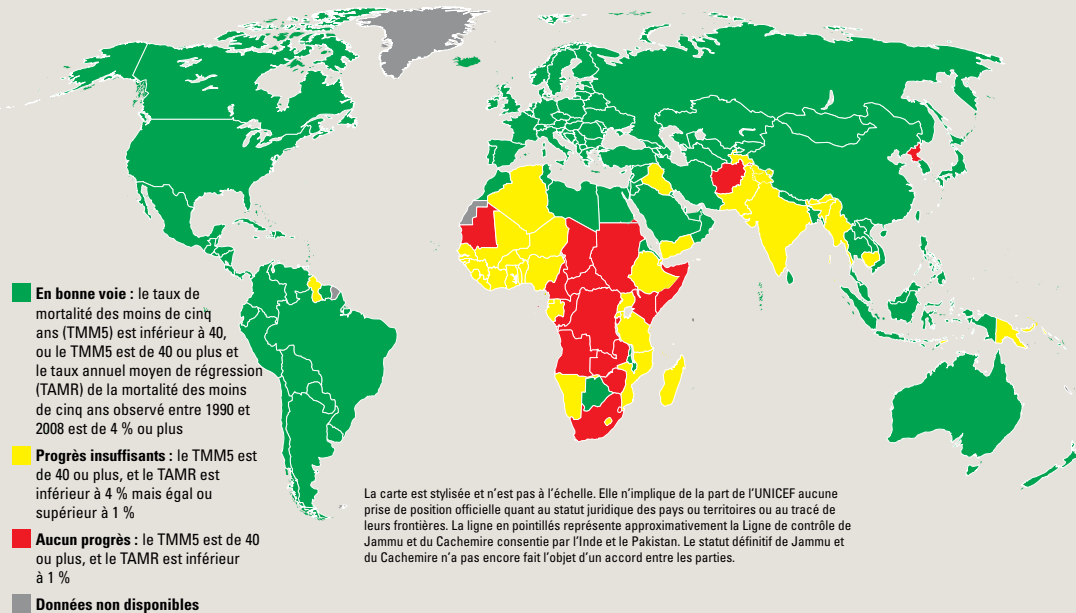 En bonne voie : le taux de
mortalité des moins de cinq
ans (TMM5) est inférieur à 40,
ou le TMM5 est de 40 ou plus et
le taux annuel moyen de régression
(TAMR) de la mortalité des moins
de cinq ans observé entre 1990 et
2008 est de 4 % ou plus
Progrès insuffisants : le TMM5 est
de 40 ou plus, et le TAMR est
inférieur à 4 % mais égal ou
supérieur à 1 %
Aucun progrès : le TMM5 est de 40
ou plus, et le TAMR est inférieur
à 1 %
Données non disponibles
La carte est stylisée et n'est pas à l'échelle. Elle n'implique de la part de l'UNICEF aucune
prise de position officielle quant au statut juridique des pays ou territoires ou au tracé de
leurs frontières. La ligne en pointillés représente approximativement la Ligne de contrôle de
Jammu et du Cachemire consentie par l'Inde et le Pakistan. Le statut définitif de Jammu et
du Cachemire n'a pas encore fait l'objet d'un accord entre les parties.